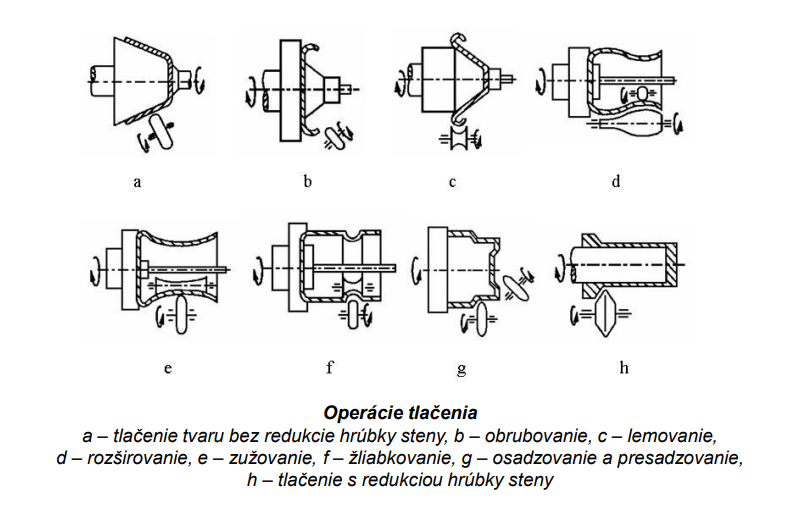 a
b
c
d
e
f
g
h
Operácie tlačenia
a – tlačenie tvaru bez redukcie hrúbky steny, b – obrubovanie, c – lemovanie,
d – rozširovanie, e – zužovanie, f – žliabkovanie, g – osadzovanie a presadzovanie,
h – tlačenie s redukciou hrúbky steny